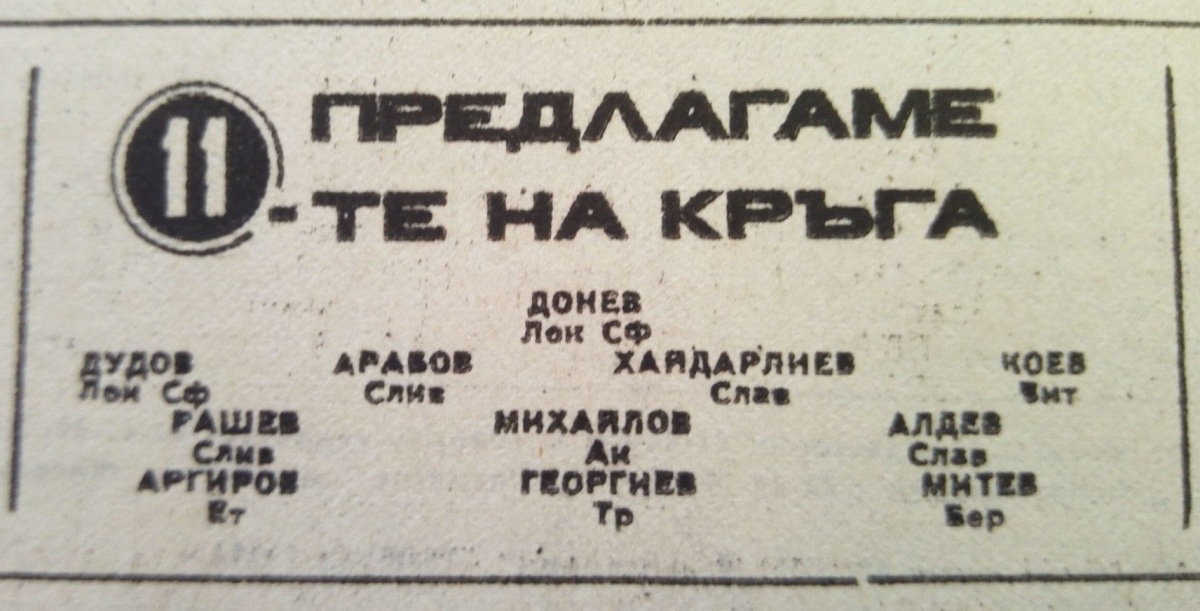 ПРЕДЛАГАМЕ
11-ТЕ НА КРЪГА
ДОНЕВ
Лок Сф
ДУДОВ АРАБОВ ХАЙДАРЛИЕВ КОЕВ
Лок Сф Слив Слав Бит
РАШЕВ МИХАЙЛОВ АЛДЕВ
Слив Ак Слав
АРГИРОВ ГЕОРГИЕВ МИТЕВ
Ет Тр Бер